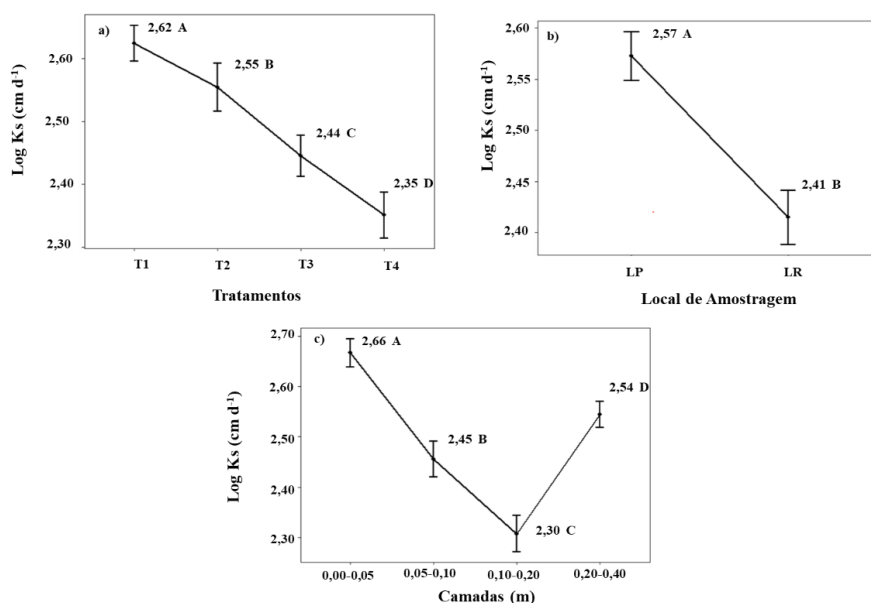 a)
2,62 A
2,55 B
2,44 C
2,35 D
Log Ks (cm d-1)
2,60
2,50
2,40
2,30
T1 T2 T3 T4
Tratamentos
b)
2,57 A
2,41 B
Log Ks (cm d-1)
2,60
2,55
2,50
2,45
2,40
LP LR
Local de Amostragem
c)
2,66 A
2,45 B
2,30 C
2,54 D
Log Ks (cm d-1)
2,70
2,60
2,50
2,40
2,30
0,00-0,05 0,05-0,10 0,10-0,20 0,20-0,40
Camadas (m)